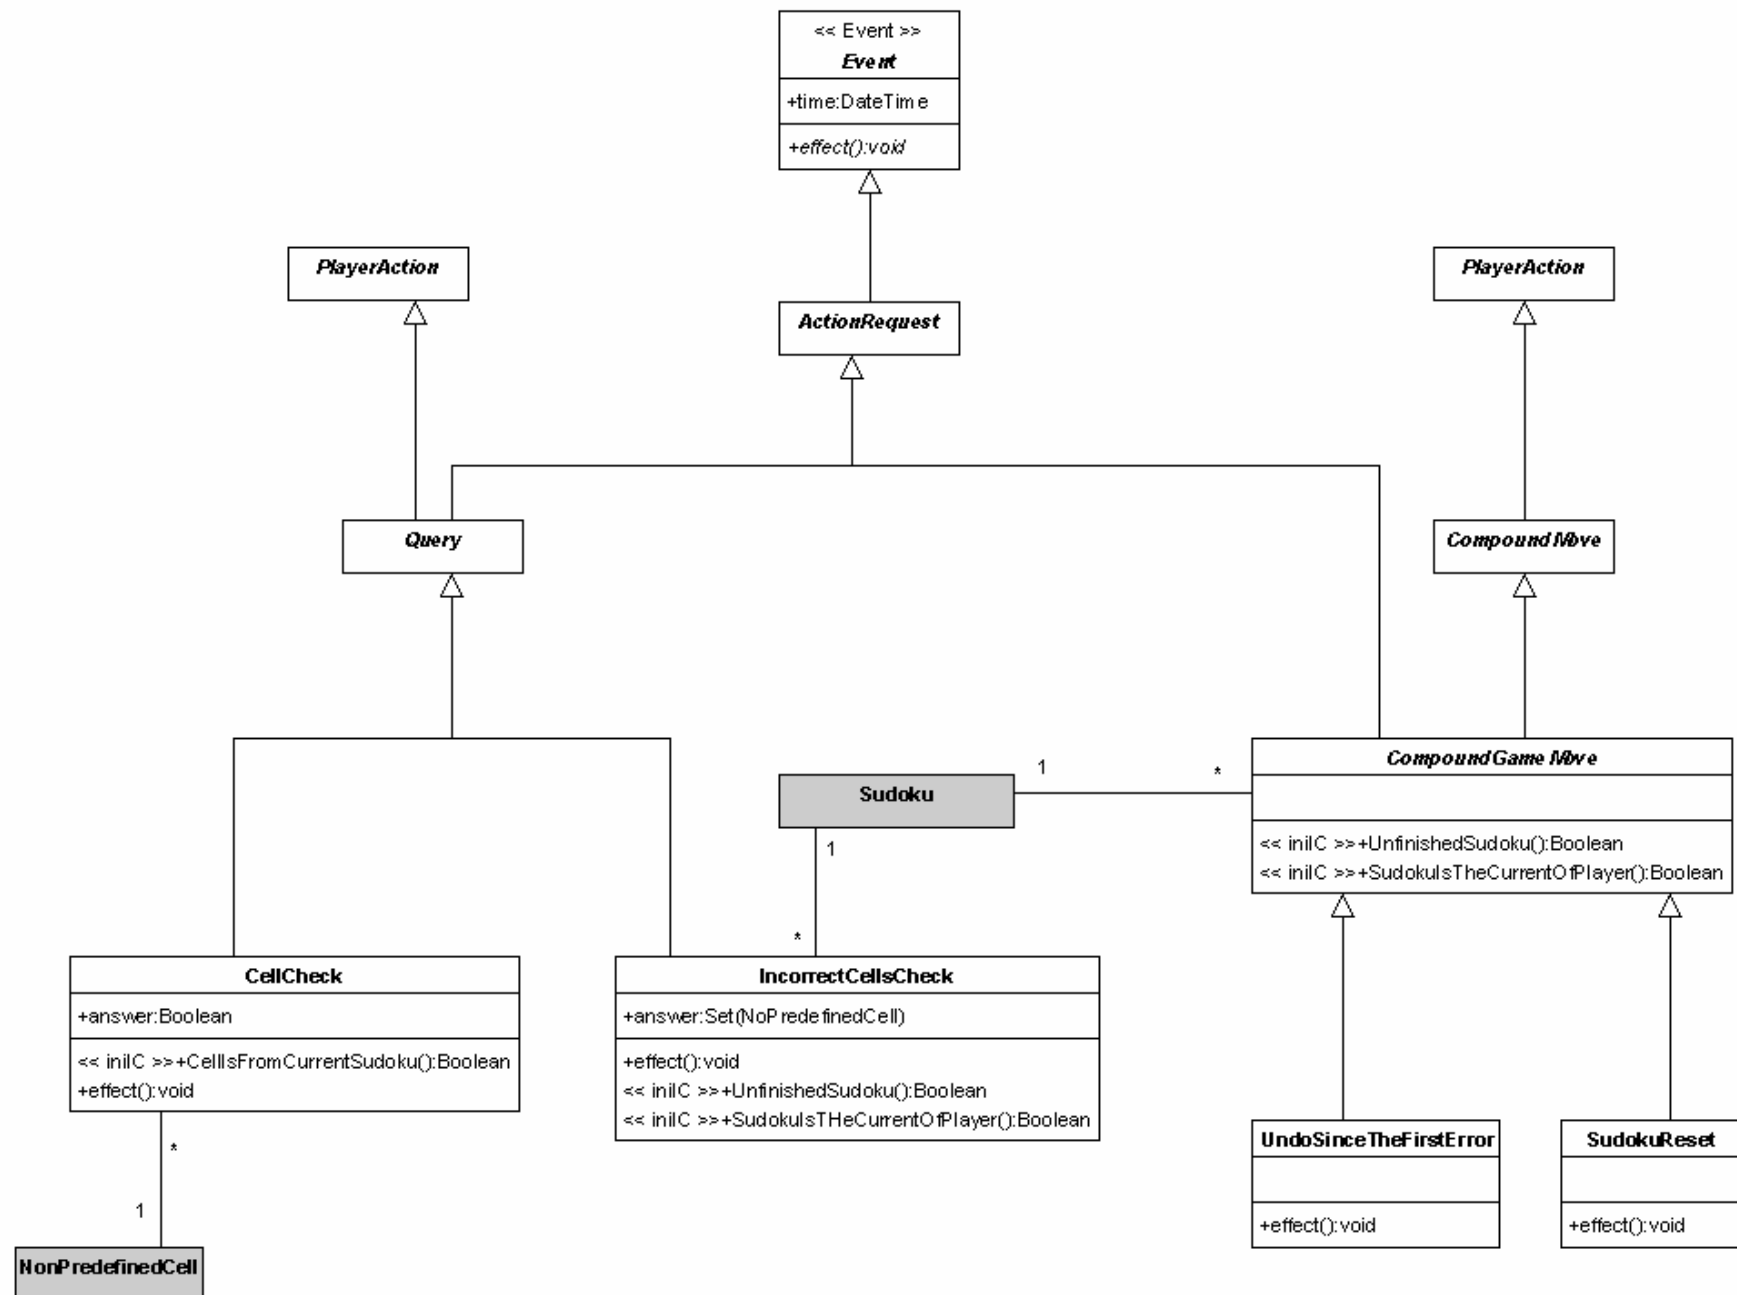 << Event >>
Event
+time:DateTime
+effect():void
PlayerAction
PlayerAction
ActionRequest
Query
CompoundMove
CompoundGameMove
<< iniIC >>+UnfinishedSudoku():Boolean
<< iniIC >>+SudokuIsTheCurrentOfPlayer():Boolean
Sudoku
1
*
1
*
CellCheck
+answer:Boolean
<< iniIC >>+CellIsFromCurrentSudoku():Boolean
+effect():void
IncorrectCellsCheck
+answer:Set(NoPredefinedCell)
+effect():void
<< iniIC >>+UnfinishedSudoku():Boolean
<< iniIC >>+SudokuIsTHeCurrentOfPlayer():Boolean
UndoSinceTheFirstError
+effect():void
SudokuReset
+effect():void
*
1
NonPredefinedCell